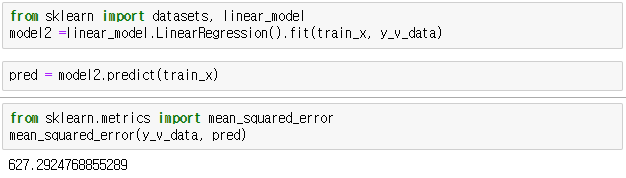 from sklearn import datasets, linear_model
model2 =linear_model.LinearRegression().fit(train_x, y_v_data)
pred = model2.predict(train_x)
from sklearn.metrics import mean_squared_error
mean_squared_error(y_v_data, pred)
627.2924768855289